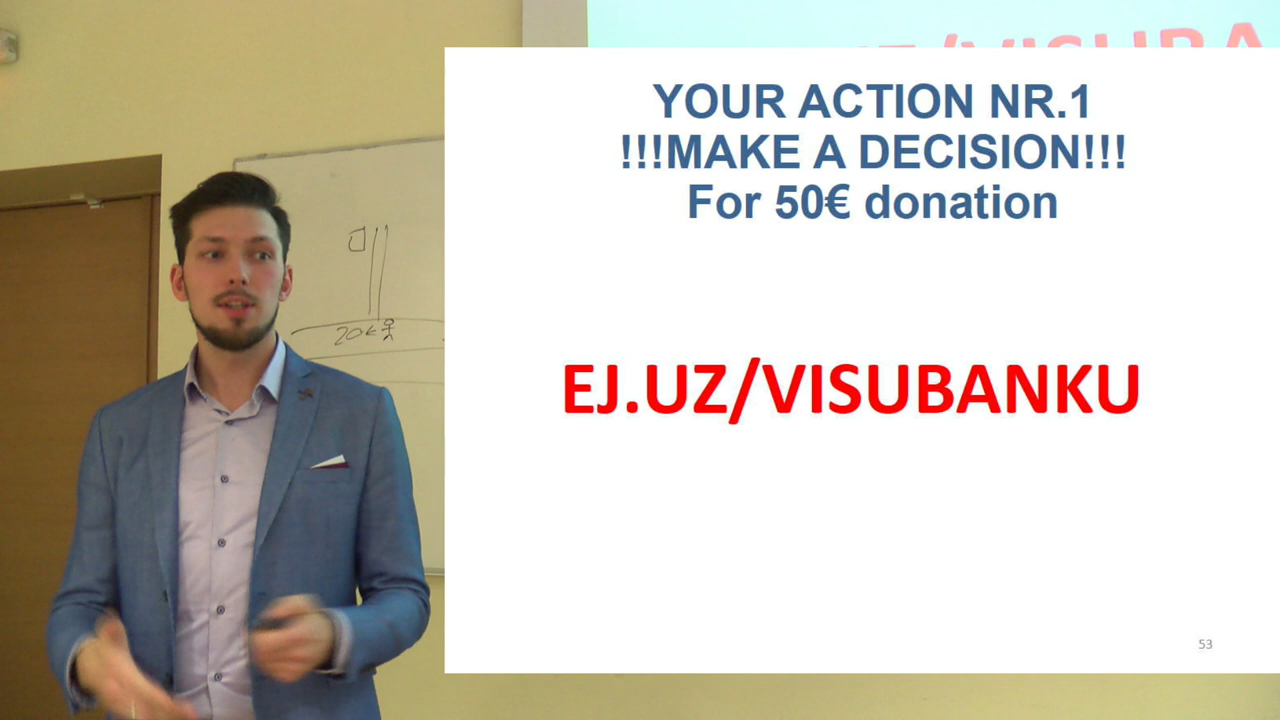 YOUR ACTION NR.1
!!!MAKE A DECISION!!!
For 50€ donation
EJ.UZ/VISUBANKU
53
20€